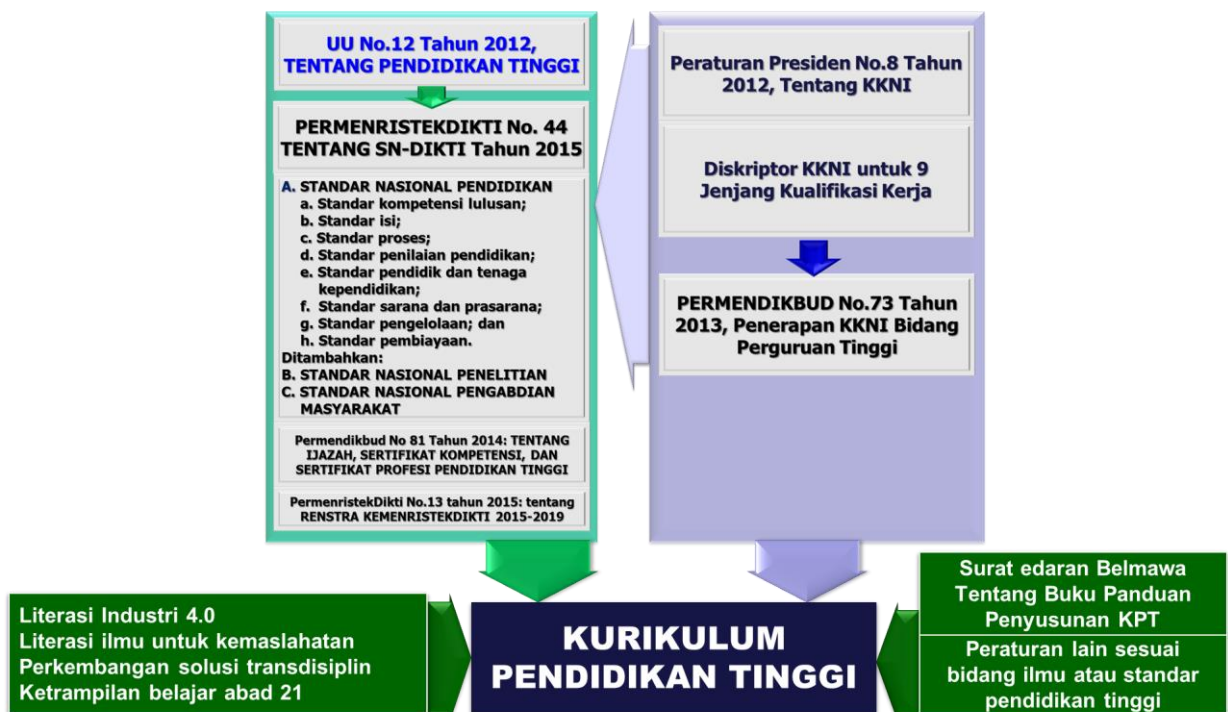 UU No.12 Tahun 2012,
TENTANG PENDIDIKAN TINGGI
PERMENRISTEKDIKTI No. 44
TENTANG SN-DIKTI Tahun 2015
A. STANDAR NASIONAL PENDIDIKAN
a. Standar kompetensi lulusan;
b. Standar isi;
c. Standar proses;
d. Standar penilaian pendidikan;
e. Standar pendidik dan tenaga
kependidikan;
f. Standar sarana dan prasarana;
g. Standar pengelolaan; dan
h. Standar pembiayaan.
Ditambahkan:
B. STANDAR NASIONAL PENELITIAN
C. STANDAR NASIONAL PENGABDIAN
MASYARAKAT
Permendikbud No 81 Tahun 2014: TENTANG
IJAZAH, SERTIFIKAT KOMPETENSI, DAN
SERTIFIKAT PROFESI PENDIDIKAN TINGGI
PermenristekDikti No.13 tahun 2015: tentang
RENSTRA KEMENRISTEKDIKTI 2015-2019
Peraturan Presiden No.8 Tahun
2012, Tentang KKNI
Diskriptor KKNI untuk 9
Jenjang Kualifikasi Kerja
PERMENDIKBUD No.73 Tahun
2013, Penerapan KKNI Bidang
Perguruan Tinggi
Literasi Industri 4.0
Literasi ilmu untuk kemaslahatan
Perkembangan solusi transdisiplin
Ketrampilan belajar abad 21
KURIKULUM
PENDIDIKAN TINGGI
Surat edaran Belmawa
Tentang Buku Panduan
Penyusunan KPT
Peraturan lain sesuai
bidang ilmu atau standar
pendidikan tinggi